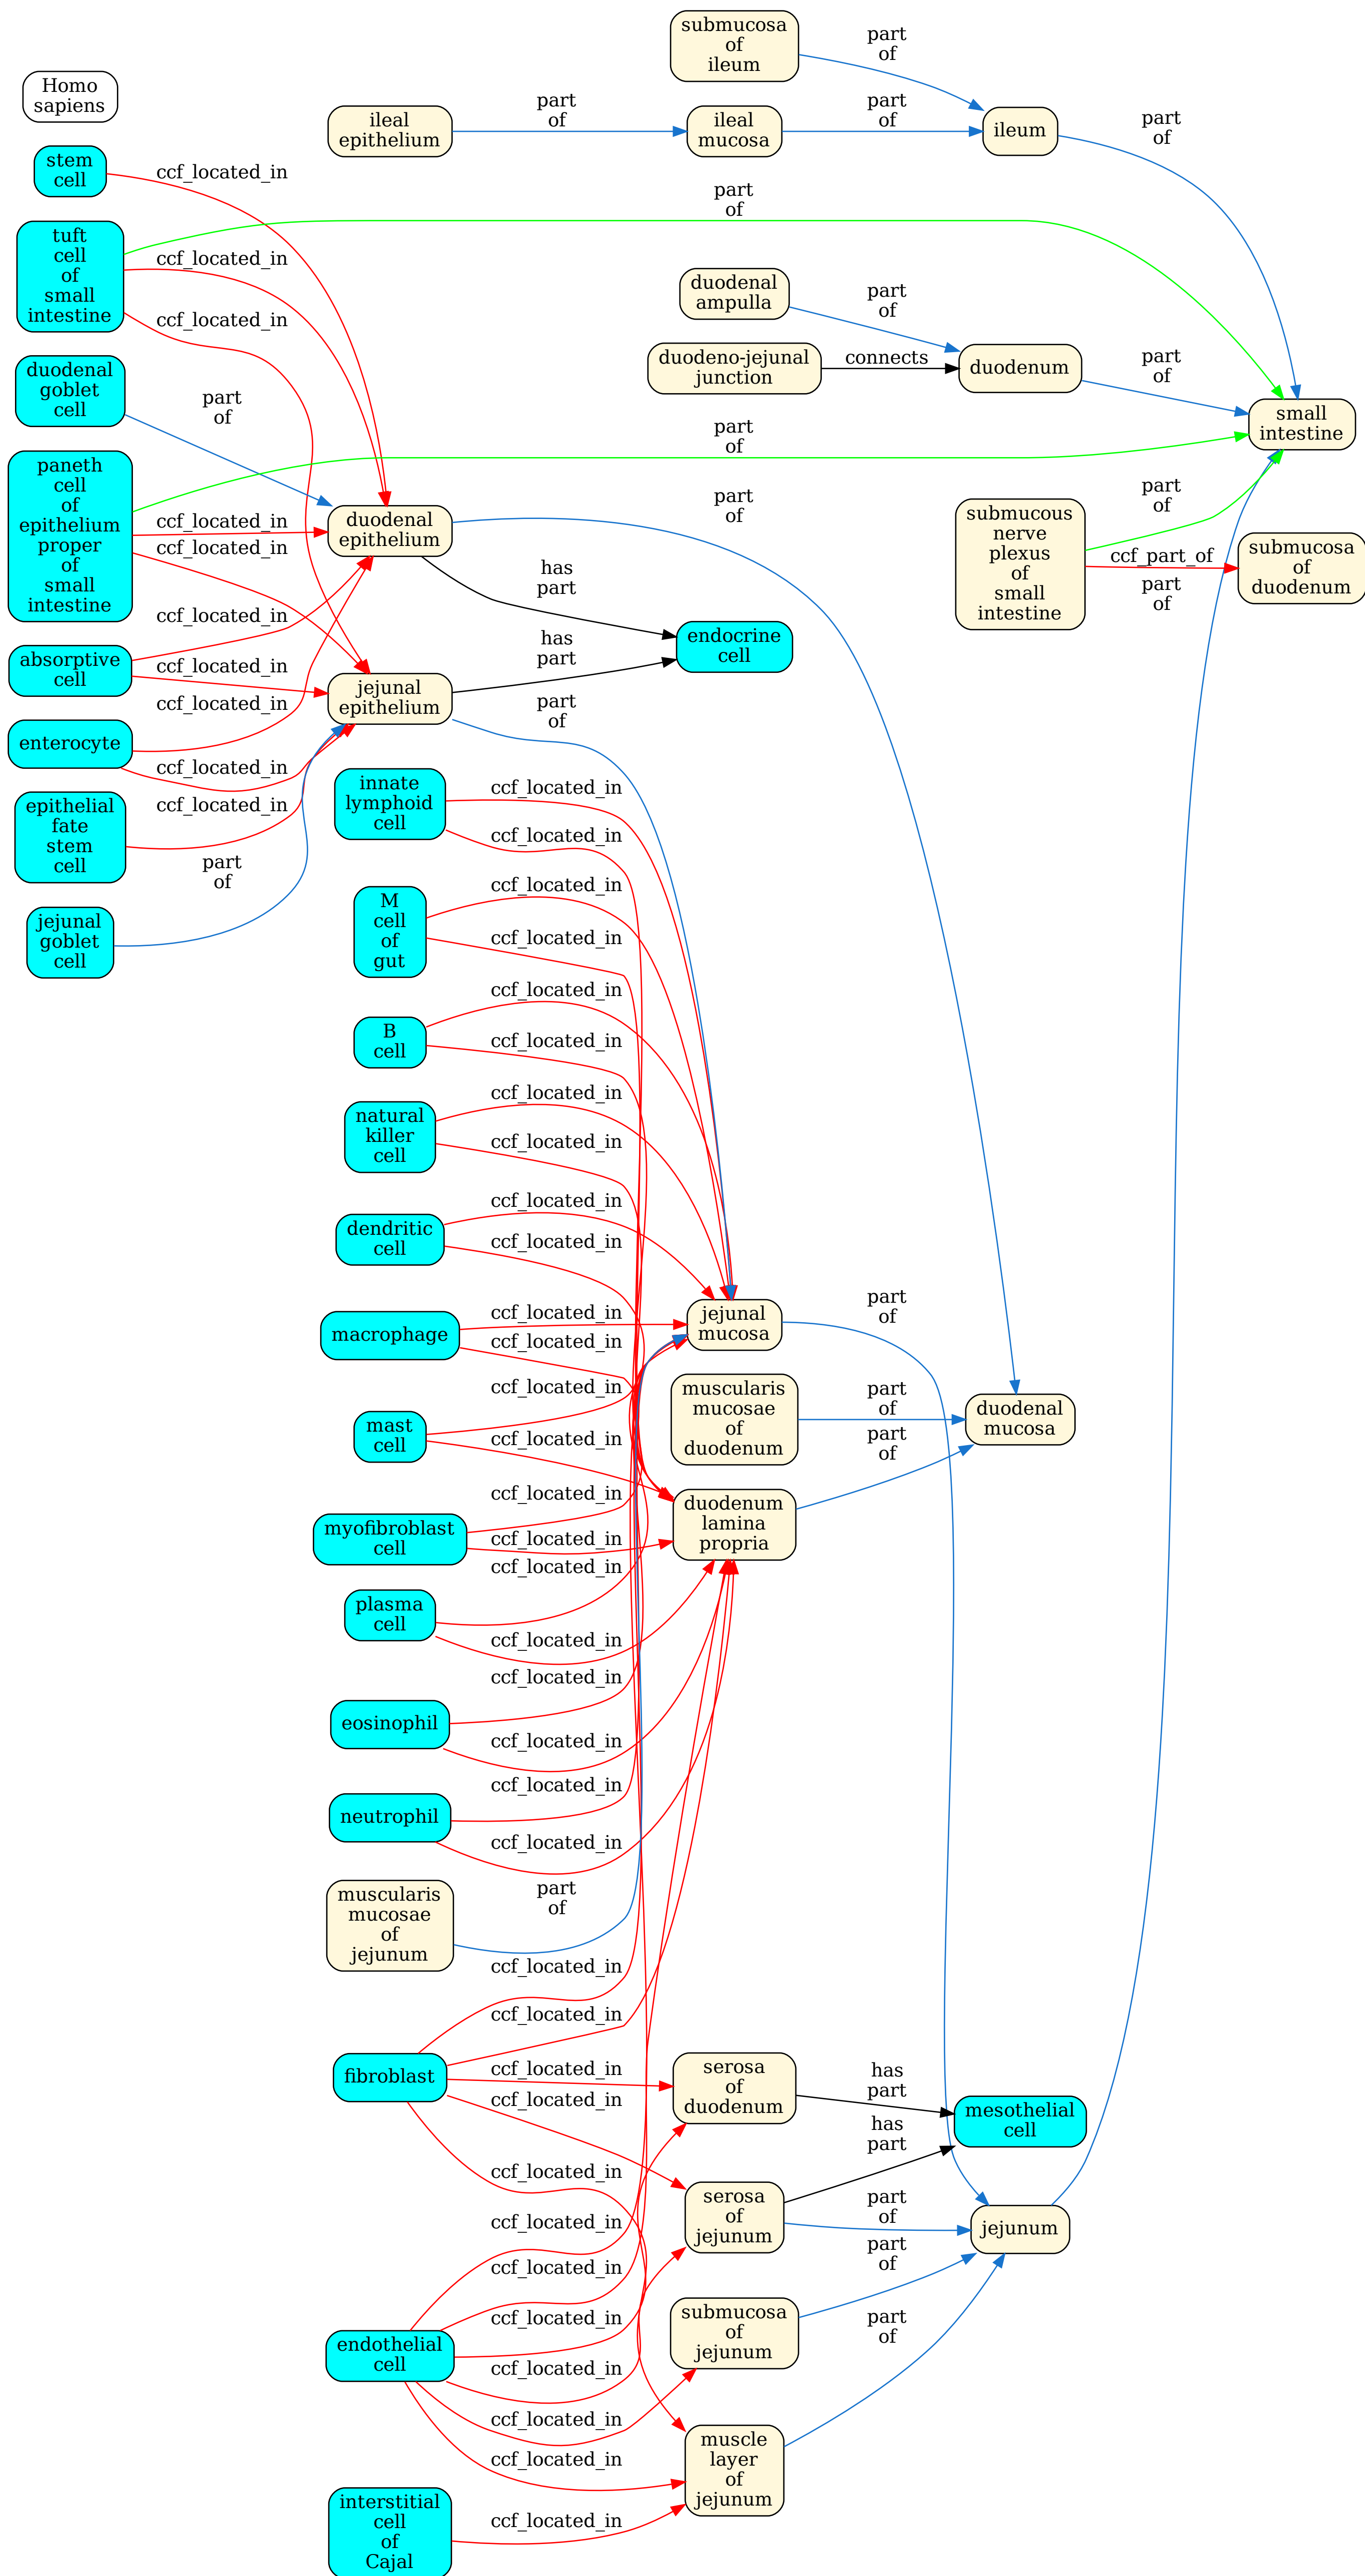 submucosa
of
ileum
part
of
Homo
sapiens
ileal
epithelium
part
of
ileal
mucosa
part
of
ileum
part
of
stem
cell
ccf_located_in
part
of
tuft
cell
of
small
intestine
ccf_located_in
ccf_located_in
duodenal
ampulla
part
of
duodeno-jejunal
junction
connects
duodenum
part
of
duodenal
goblet
cell
part
of
small
intestine
part
of
paneth
cell
of
epithelium
proper
of
small
intestine
ccf_located_in
ccf_located_in
duodenal
epithelium
part
of
submucous
nerve
plexus
of
small
intestine
part
of
ccf_part_of
part
of
submucosa
of
duodenum
has
part
ccf_located_in
absorptive
cell
ccf_located_in
has
part
endocrine
cell
jejunal
epithelium
part
of
ccf_located_in
enterocyte
ccf_located_in
epithelial
fate
stem
cell
ccf_located_in
part
of
jejunal
goblet
cell
innate
lymphoid
cell
ccf_located_in
ccf_located_in
M
cell
of
gut
ccf_located_in
ccf_located_in
B
cell
ccf_located_in
ccf_located_in
natural
killer
cell
ccf_located_in
ccf_located_in
dendritic
cell
ccf_located_in
ccf_located_in
macrophage
ccf_located_in
ccf_located_in
jejunal
mucosa
part
of
mast
cell
ccf_located_in
ccf_located_in
muscularis
mucosae
of
duodenum
part
of
part
of
duodenal
mucosa
myofibroblast
cell
ccf_located_in
ccf_located_in
duodenum
lamina
propria
plasma
cell
ccf_located_in
ccf_located_in
eosinophil
ccf_located_in
ccf_located_in
neutrophil
ccf_located_in
ccf_located_in
muscularis
mucosae
of
jejunum
part
of
fibroblast
ccf_located_in
ccf_located_in
ccf_located_in
ccf_located_in
ccf_located_in
serosa
of
duodenum
has
part
mesothelial
cell
has
part
serosa
of
jejunum
part
of
jejunum
part
of
submucosa
of
jejunum
part
of
endothelial
cell
ccf_located_in
ccf_located_in
ccf_located_in
ccf_located_in
ccf_located_in
ccf_located_in
muscle
layer
of
jejunum
interstitial
cell
of
Cajal
ccf_located_in